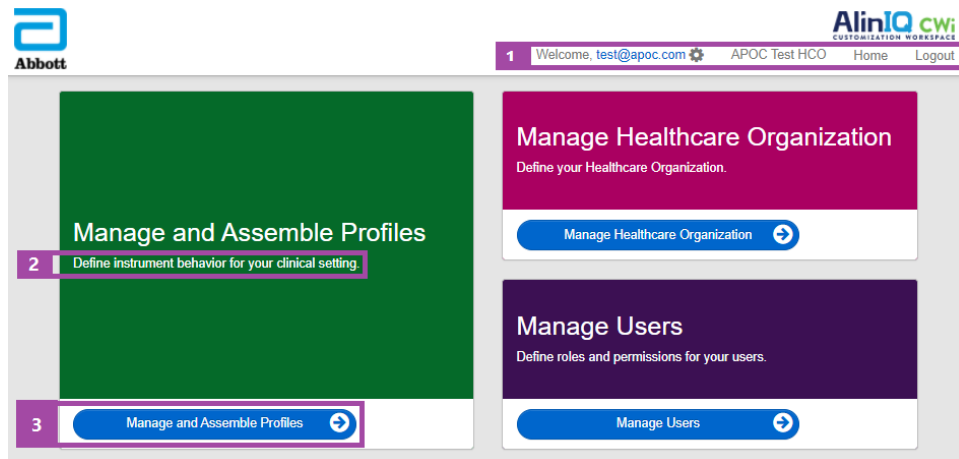 Abbott
AlinIQ CWi
CUSTOMIZATION WORKSPACE
1 Welcome, test@apoc.com APOC Test HCO Home Logout
Manage and Assemble Profiles
2 Define instrument behavior for your clinical setting.
3 Manage and Assemble Profiles
Manage Healthcare Organization
Define your Healthcare Organization.
Manage Healthcare Organization
Manage Users
Define roles and permissions for your users.
Manage Users